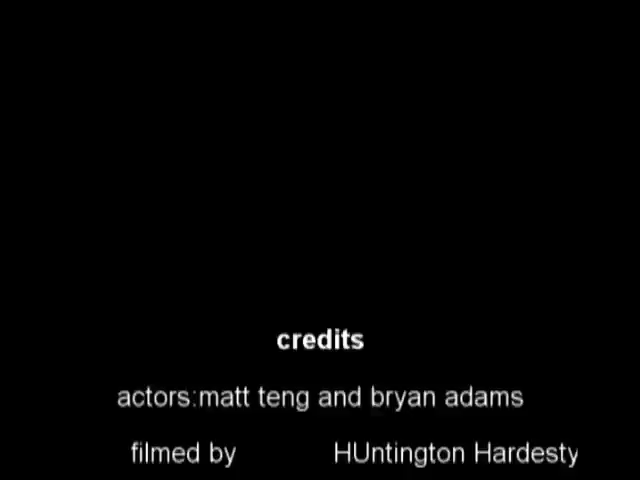 credits
actors:matt teng and bryan adams
filmed by HUntington Hardesty